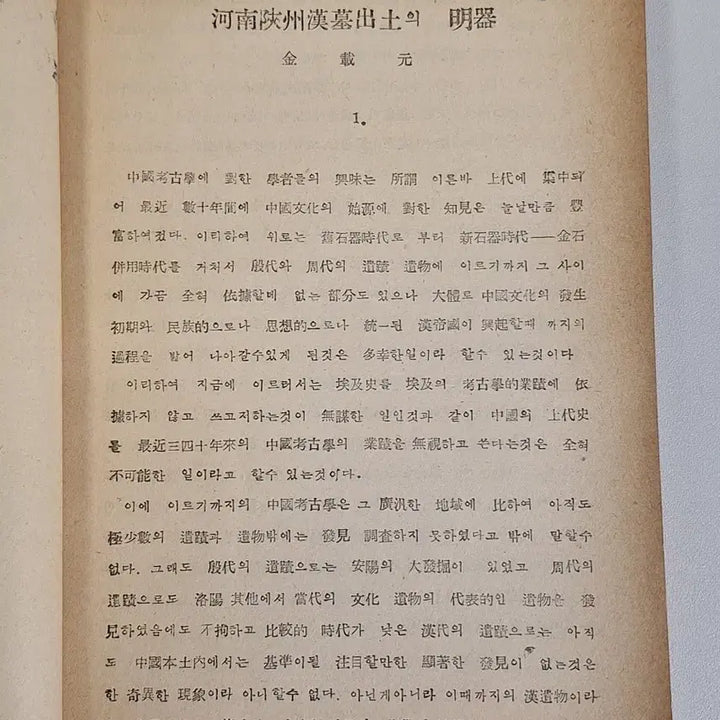 河南陝州漢墓出土의 明器
金載元
1.
中國考古學에 對한 學者들의 興味는 所謂 이른바 上代에 集中되
어 最近 數十年間에 中國文化의 始源에 對한 知見은 놀날만큼 豐
富하여젔다. 이리하여 위로는 舊石器時代로 부터 新石器時代——金石
併用時代를 거처서 殷代와 周代의 遺蹟 遺物에 이르기까지 그 사이
에 가끔 全혀 依據할데 없는 部分도 있으나 大體로 中國文化의 發生
初期와 民族的으로나 思想的으로나 統一된 漢帝國이 興起할때 까지의
過程을 밟어 나아갈수있게 된것은 多幸한일이라 할수 있는것이다
이리하여 지금에 이르러서는 埃及史를 埃及의 考古學的業蹟에 依
據하지 않고 쓰고저하는것이 無謀한 일인것과 같이 中國의 上代史
를 最近三四十年來의 中國考古學의 業蹟을 無視하고 쓴다는것은 全혀
不可能한 일이라고 할수 있는것이다.
이에 이르기까지의 中國考古學은 그 廣汎한 地域에 比하여 아직도
極少數의 遺蹟과 遺物밖에는 發見 調査하지 못하였다고 밖에 말할수
없다. 그래도 殷代의 遺蹟으로는 安陽의 大發掘이 있었고 周代의
遺蹟으로도 洛陽 其他에서 當代의 文化 遺物의 代表的인 遺物을 發
見하였음에도 不拘하고 比較的 時代가 낮은 漢代의 遺蹟으로는 아직
도 中國本土內에서는 基準이될 注目할만한 顯著한 發見이 없는것은
한 奇異한 現象이라 아니할수 없다. 아닌게아니라 이때까지의 漢遺物이라